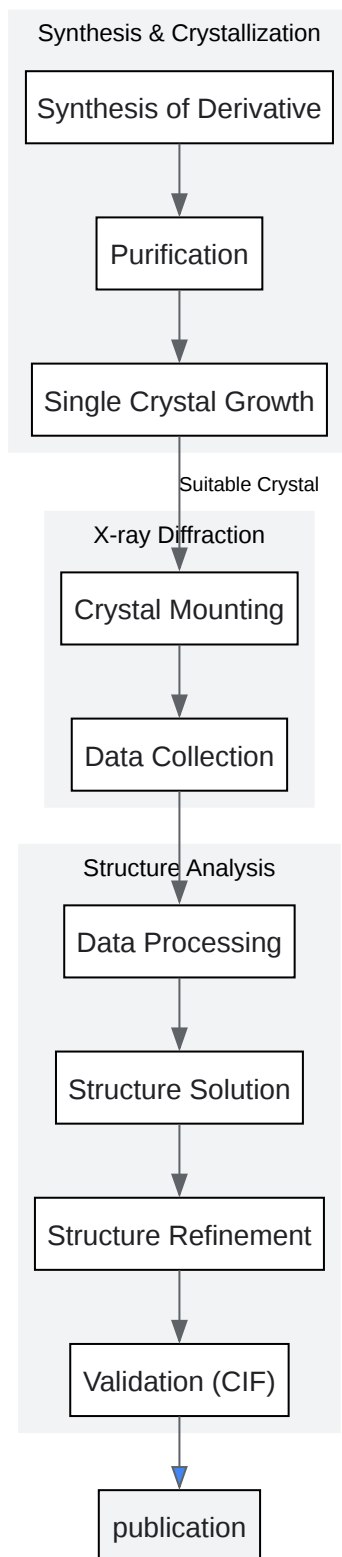 Synthesis & Crystallization
Synthesis of Derivative
Purification
Single Crystal Growth
Suitable Crystal
X-ray Diffraction
Crystal Mounting
Data Collection
Structure Analysis
Data Processing
Structure Solution
Structure Refinement
Validation (CIF)
publication